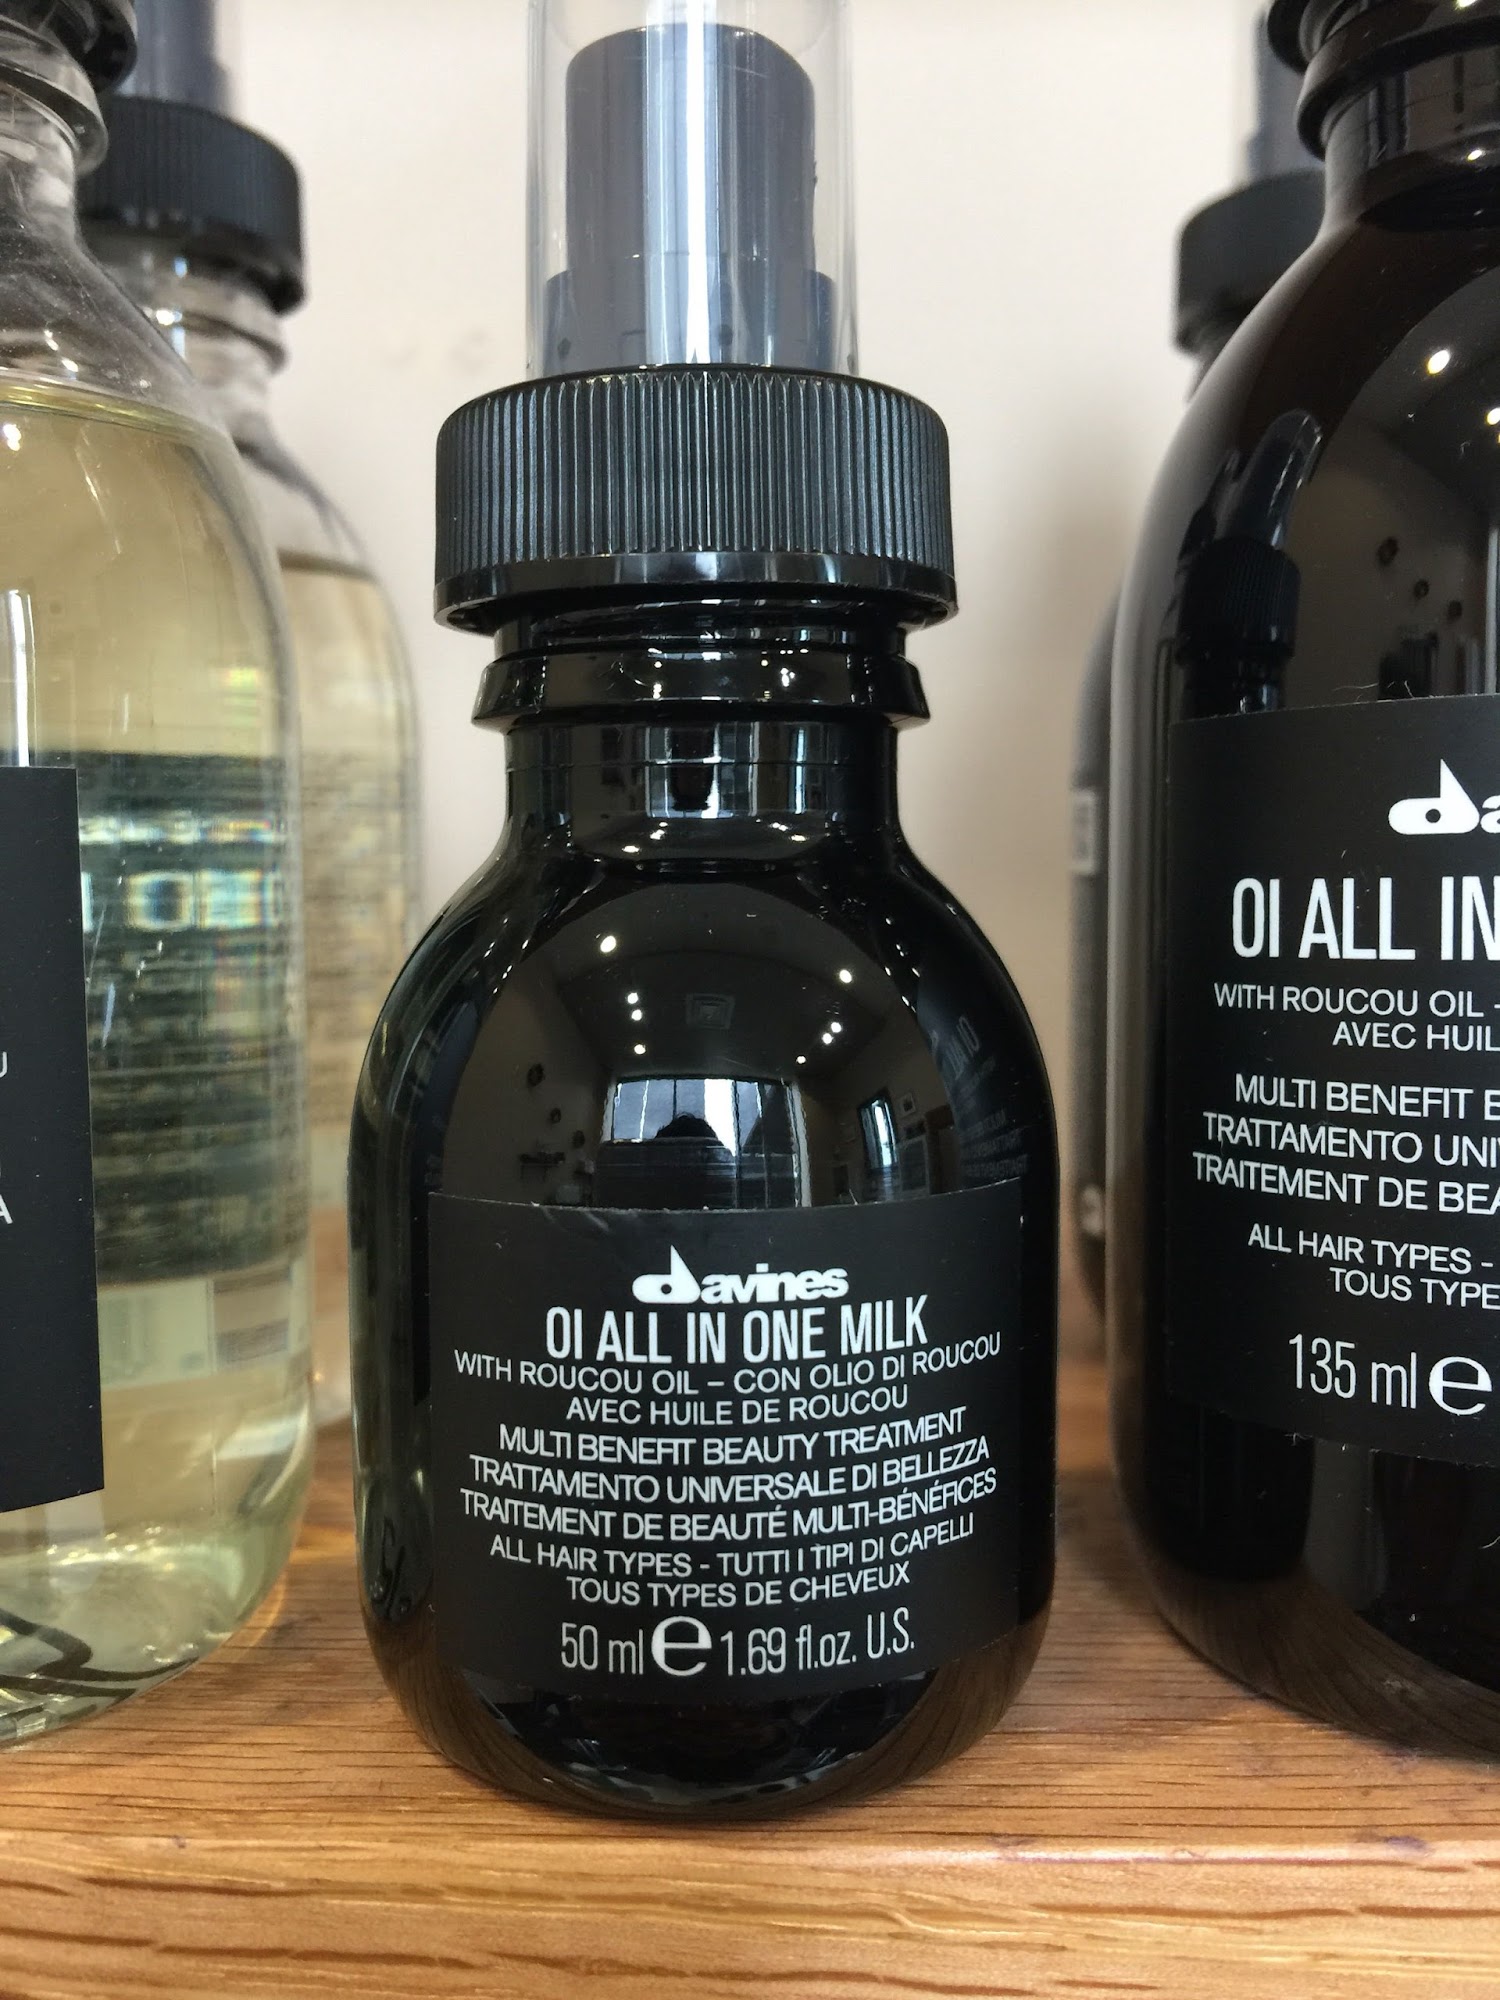 davines
OI ALL IN ONE MILK
WITH ROUCOU OIL – CON OLIO DI ROUCOU
AVEC HUILE DE ROUCOU
MULTI BENEFIT BEAUTY TREATMENT
TRATTAMENTO UNIVERSALE DI BELLEZZA
TRAITEMENT DE BEAUTÉ MULTI-BÉNÉFICES
ALL HAIR TYPES - TUTTI I TIPI DI CAPELLI
TOUS TYPES DE CHEVEUX
50 ml e 1.69 fl.oz. U.S.
da
OI ALL IN
WITH ROUCOU OIL -
AVEC HUIL
MULTI BENEFIT B
TRATTAMENTO UNI
TRAITEMENT DE BEA
ALL HAIR TYPES -
TOUS TYPE
135 ml e